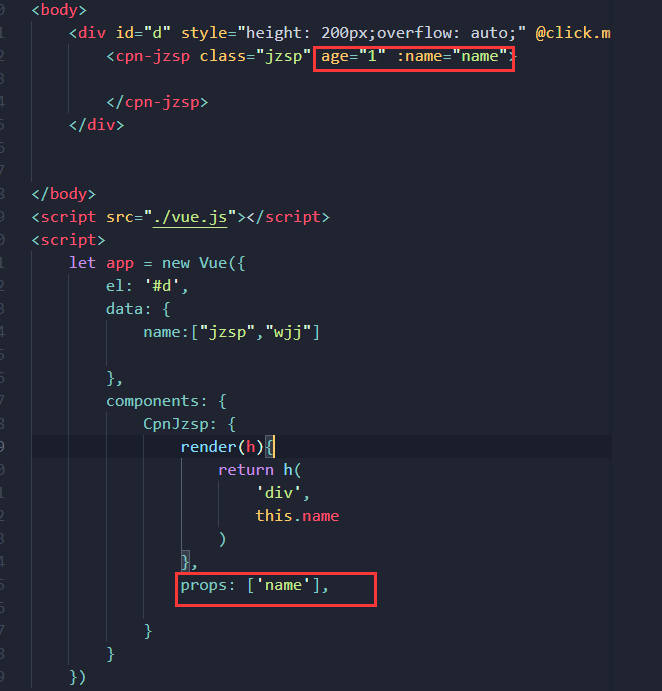 <body>
<div id="d" style="height: 200px;overflow: auto;" @click.m
<cpn-jzsp class="jzsp" age="1" :name="name">
</cpn-jzsp>
</div>
</body>
<script src="./vue.js"></script>
<script>
let app = new Vue({
el: '#d',
data: {
name:["jzsp","wjj"]
},
components: {
CpnJzsp: {
render(h){
return h(
'div',
this.name
)
},
props: ['name'],
}
}
})